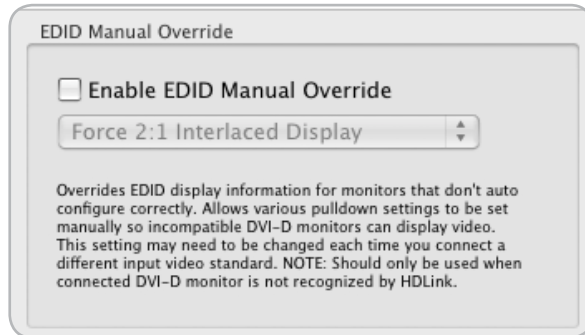 EDID Manual Override
Enable EDID Manual Override
Force 2:1 Interlaced Display
Overrides EDID display information for monitors that don't auto
configure correctly. Allows various pulldown settings to be set
manually so incompatible DVI-D monitors can display video.
This setting may need to be changed each time you connect a
different input video standard. NOTE: Should only be used when
connected DVI-D monitor is not recognized by HDLink.